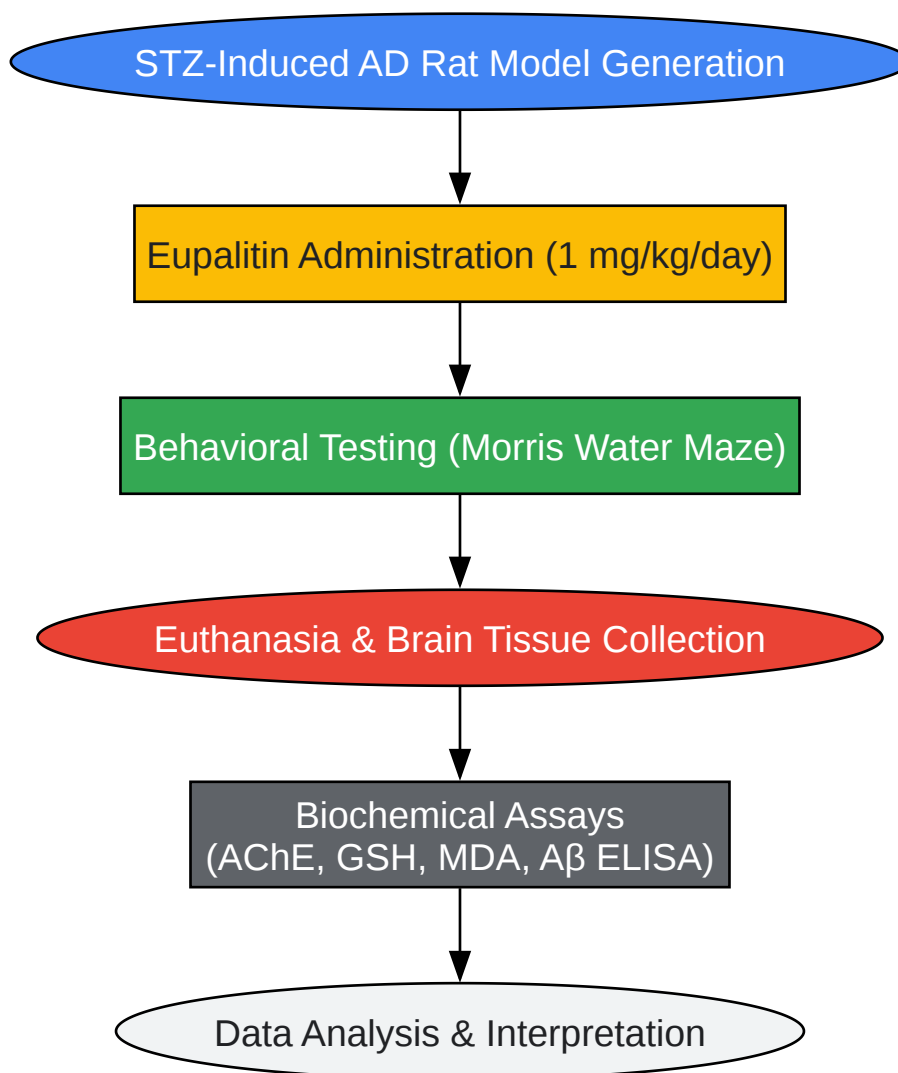 STZ-Induced AD Rat Model Generation
Eupalitin Administration (1 mg/kg/day)
Behavioral Testing (Morris Water Maze)
Euthanasia & Brain Tissue Collection
Biochemical Assays
(AChE, GSH, MDA, Aβ ELISA)
Data Analysis & Interpretation